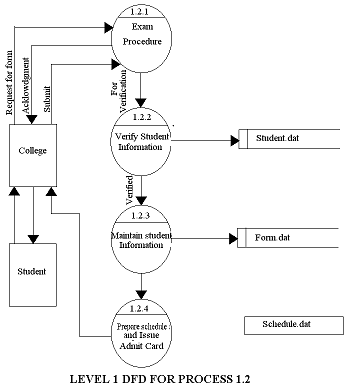 1.2.1
Exam
Procedure
Request for form
Acknowldgment
Submit
For
Verification
1.2.2
Verify Student
Information
Student.dat
College
Verified
1.2.3
Maintain student
Information
Form.dat
Student
1.2.4
Prepare schedule
and Issue
Admit Card
Schedule.dat
LEVEL 1 DFD FOR PROCESS 1.2